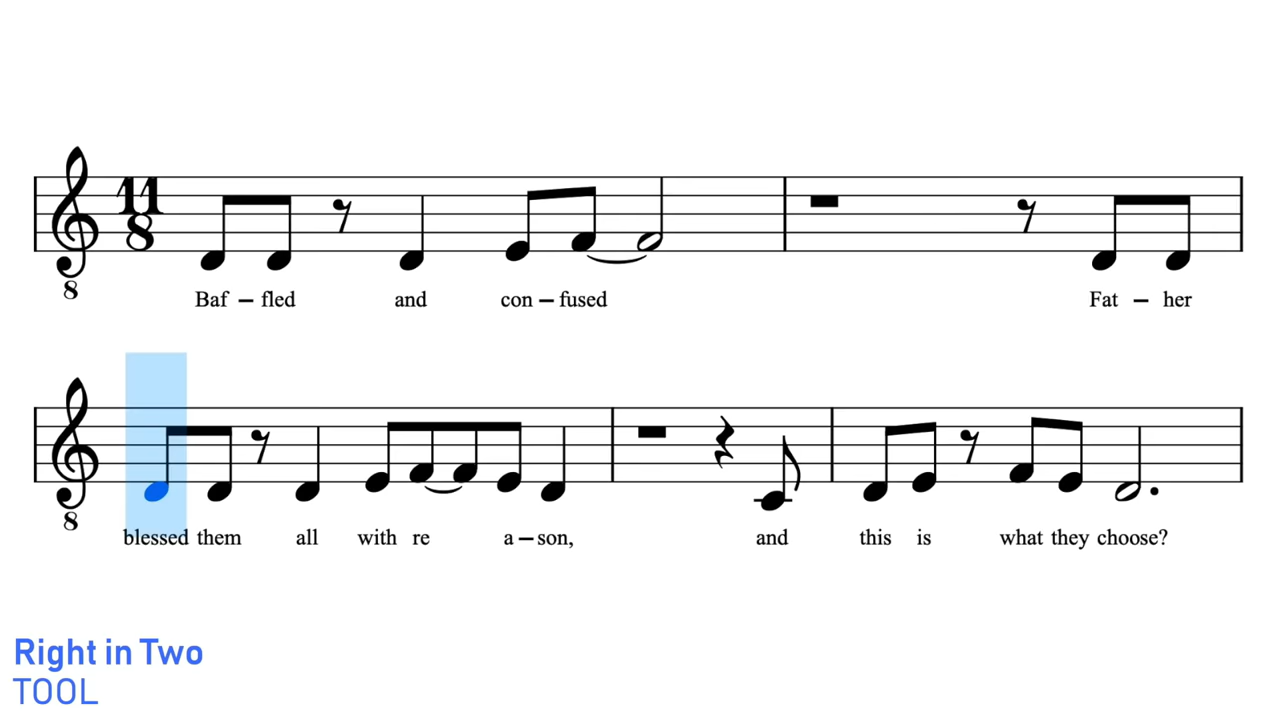 11
8
8
Baf – fled and con – fused Fat – her
8
blessed them all with re a – son, and this is what they choose?
Right in Two
TOOL